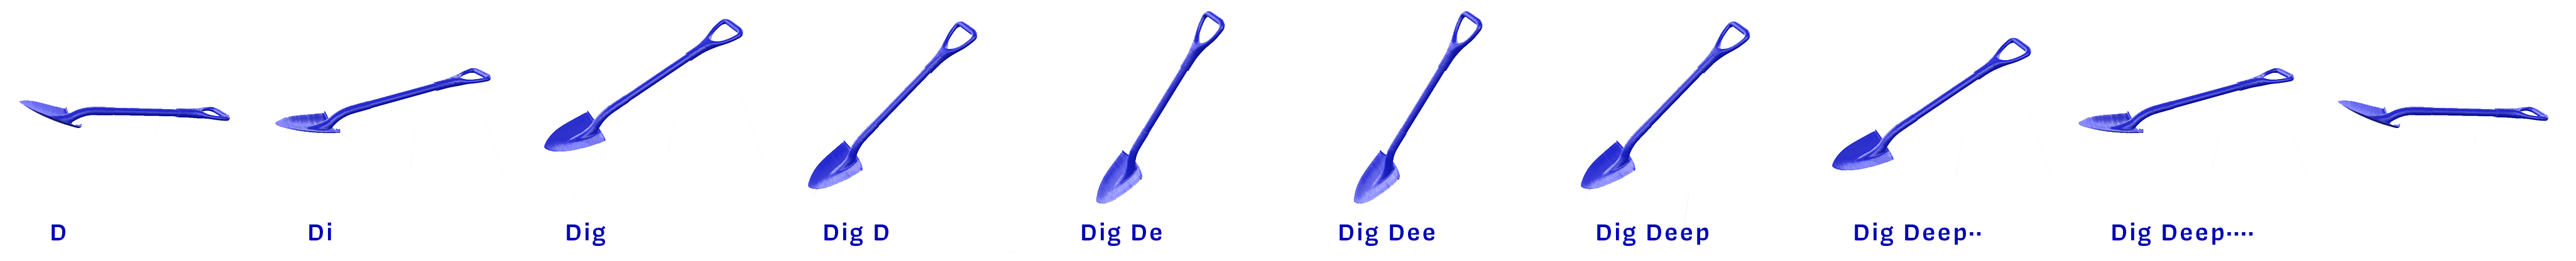 D
Di
Dig
Dig D
Dig De
Dig Dee
Dig Deep
Dig Deep··
Dig Deep····